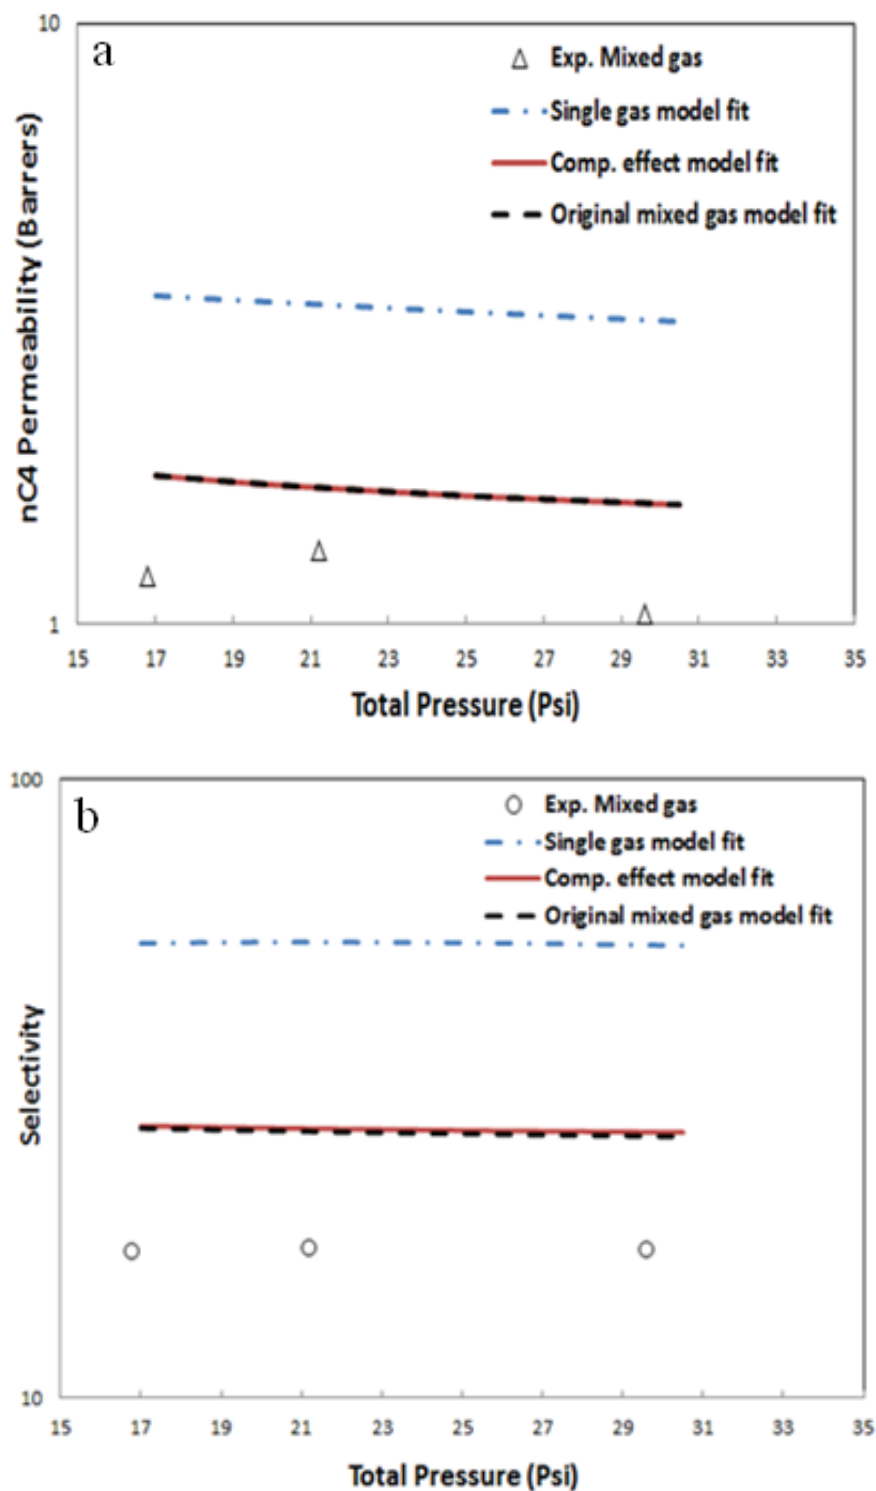 10
a
Exp. Mixed gas
Single gas model fit
Comp. effect model fit
Original mixed gas model fit
nC4 Permeability (Barrers)
1
15 17 19 21 23 25 27 29 31 33 35
Total Pressure (Psi)
100
b
Exp. Mixed gas
Single gas model fit
Comp. effect model fit
Original mixed gas model fit
Selectivity
10
15 17 19 21 23 25 27 29 31 33 35
Total Pressure (Psi)